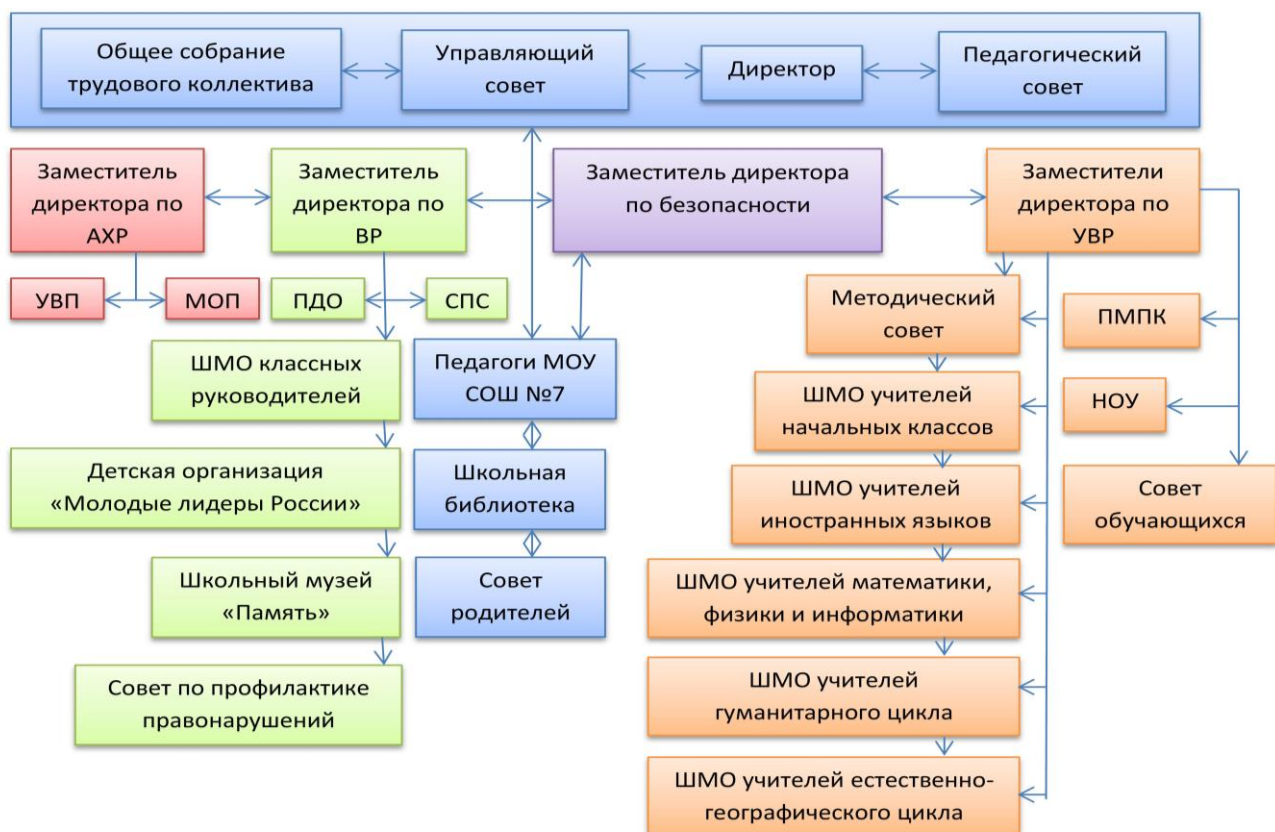 Общее собрание
трудового коллектива
Управляющий
совет
Директор
Педагогический
совет
Заместитель
директора по
АХР
Заместитель
директора по
ВР
Заместитель директора
по безопасности
Заместители
директора по
УВР
УВП
МОП
ПДО
СПС
ШМО классных
руководителей
Детская организация
«Молодые лидеры России»
Школьный музей
«Память»
Совет по профилактике
правонарушений
Педагоги МОУ
СОШ №7
Школьная
библиотека
Совет
родителей
Методический
совет
ШМО учителей
начальных классов
ШМО учителей
иностранных языков
ШМО учителей математики,
физики и информатики
ШМО учителей
гуманитарного цикла
ШМО учителей естественно-
географического цикла
ПМПК
НОУ
Совет
обучающихся